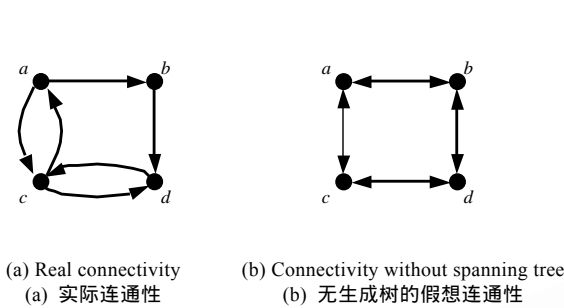 a b
c d
a b
c d
(a) Real connectivity
(a) 实际连通性
(b) Connectivity without spanning tree
(b) 无生成树的假想连通性